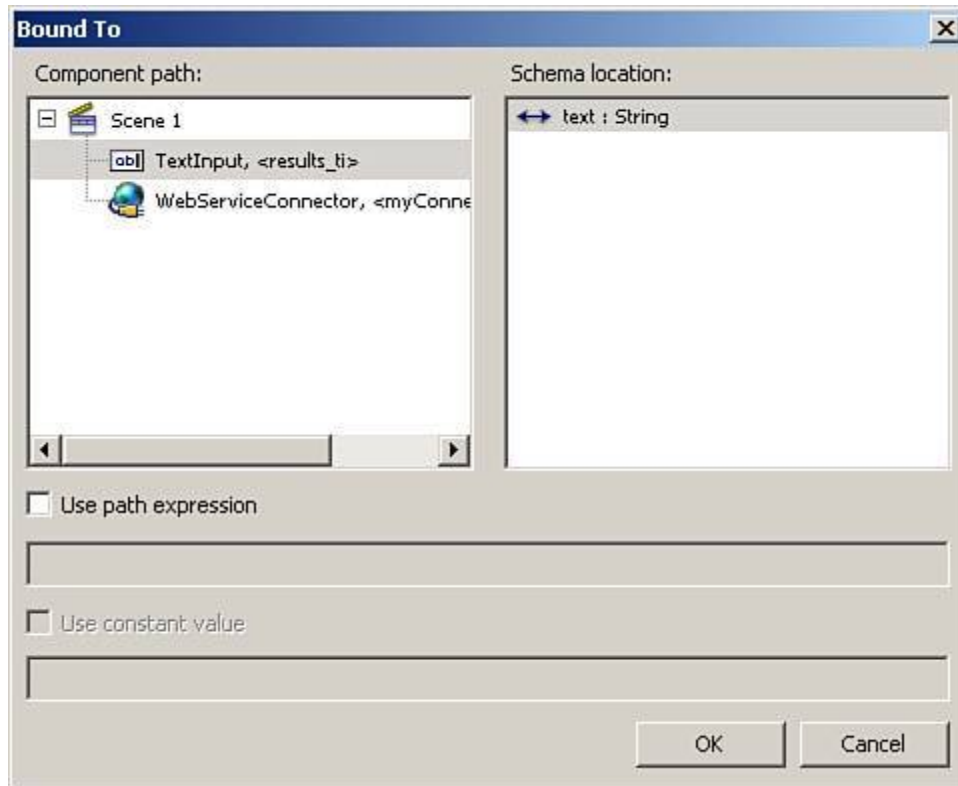 Bound To
Component path:
Schema location:
Scene 1
text : String
TextInput, <results_ti>
WebServiceConnector, <myConne
Use path expression
Use constant value
OK
Cancel